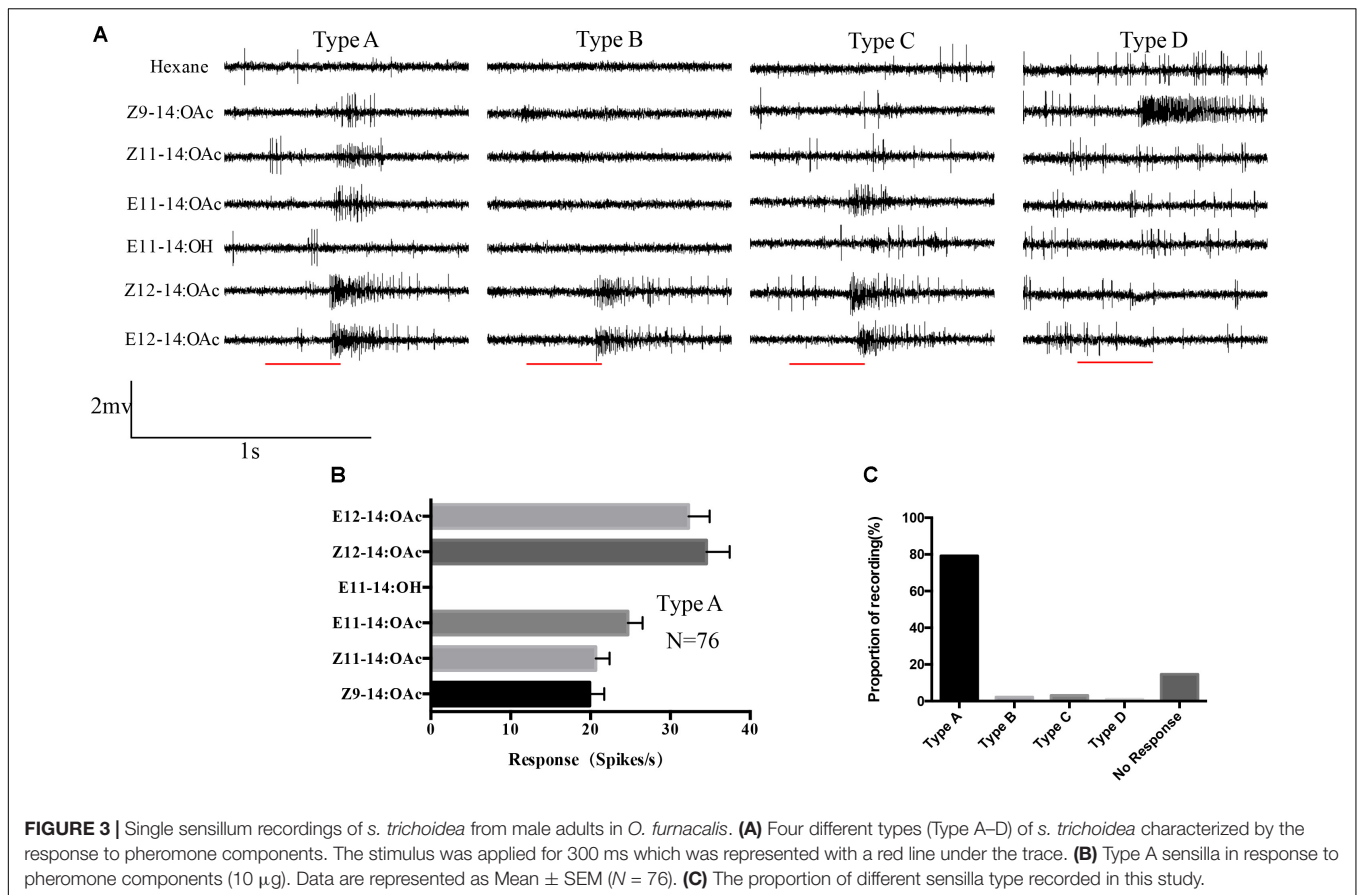 A
Type A Type B Type C Type D
Hexane
Z9-14:OAc
Z11-14:OAc
E11-14:OAc
E11-14:OH
Z12-14:OAc
E12-14:OAc
2mv
1s
B
E12-14:OAc
Z12-14:OAc
E11-14:OH
E11-14:OAc
Z11-14:OAc
Z9-14:OAc
Type A
N=76
0 10 20 30 40
Response (Spikes/s)
C
Proportion of recording(%)
100
80
60
40
20
0
Type A Type B Type C Type D No Response
FIGURE 3 | Single sensillum recordings of s. trichoidea from male adults in O. furnacalis. (A) Four different types (Type A–D) of s. trichoidea characterized by the
response to pheromone components. The stimulus was applied for 300 ms which was represented with a red line under the trace. (B) Type A sensilla in response to
pheromone components (10 μg). Data are represented as Mean ± SEM (N = 76). (C) The proportion of different sensilla type recorded in this study.